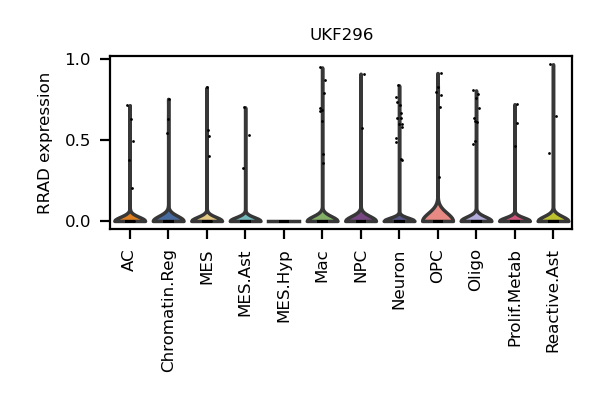 UKF296
RRAD expression
1.0
0.5
0.0
AC
Chromatin.Reg
MES
MES.Ast
MES.Hyp
Mac
NPC
Neuron
OPC
Oligo
Prolif.Metab
Reactive.Ast